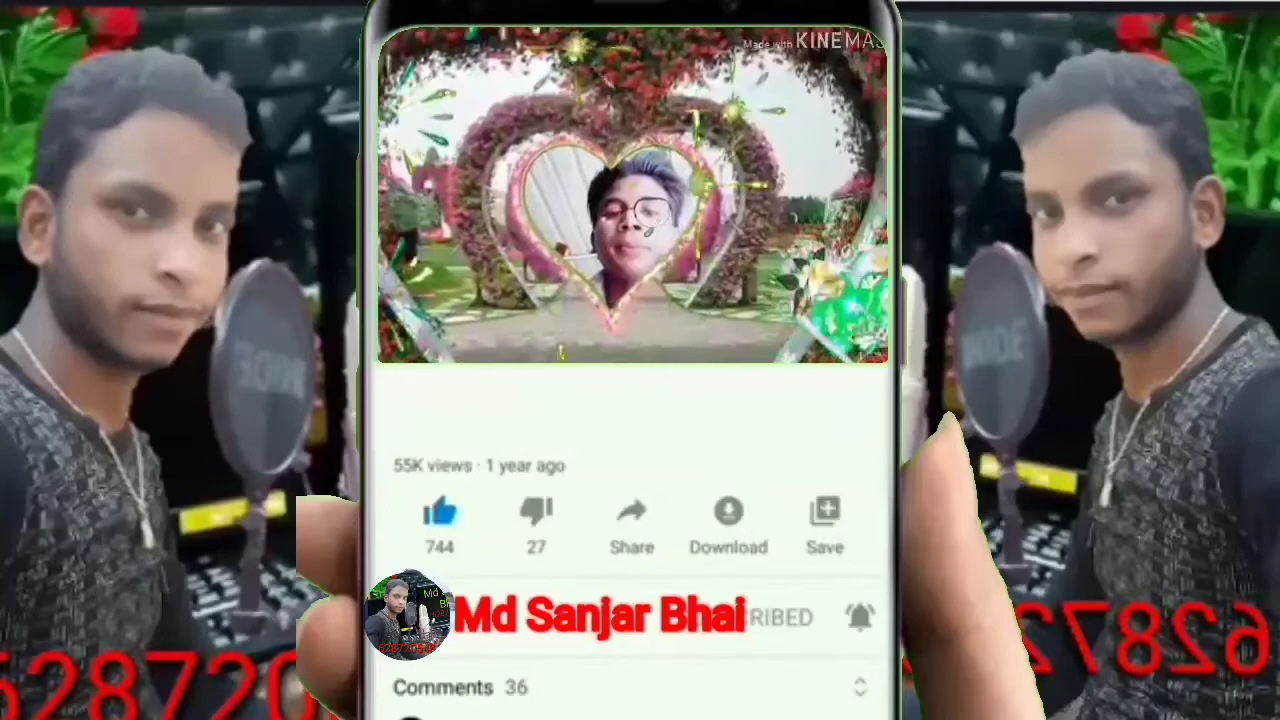 Made with KINEMAS
55K views · 1 year ago
744
27
Share
Download
Save
Md Sanjar Bhai
RIBED
Comments 36